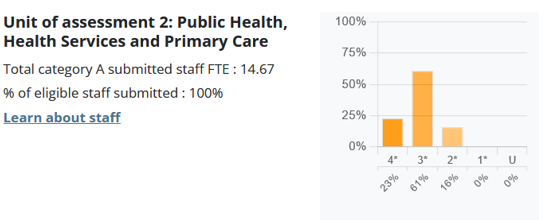 Unit of assessment 2: Public Health,
Health Services and Primary Care
Total category A submitted staff FTE : 14.67
% of eligible staff submitted : 100%
Learn about staff
100%
75%
50%
25%
0%
4* 3* 2* 1* U
23% 61% 16% 0% 0%